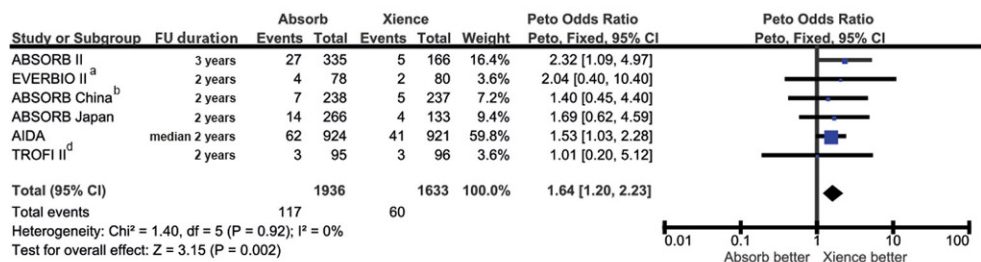 Absorb Xience Peto Odds Ratio Peto Odds Ratio
Study or Subgroup FU duration Events Total Events Total Weight Peto, Fixed, 95% CI Peto, Fixed, 95% CI
ABSORB II 3 years 27 335 5 166 16.4% 2.32 [1.09, 4.97]
EVERBIO II a 2 years 4 78 2 80 3.6% 2.04 [0.40, 10.40]
ABSORB China b 2 years 7 238 5 237 7.2% 1.40 [0.45, 4.40]
ABSORB Japan 2 years 14 266 4 133 9.4% 1.69 [0.62, 4.59]
AIDA median 2 years 62 924 41 921 59.8% 1.53 [1.03, 2.28]
TROFI II d 2 years 3 95 3 96 3.6% 1.01 [0.20, 5.12]
Total (95% CI) 1936 1633 100.0% 1.64 [1.20, 2.23]
Total events 117 60
Heterogeneity: Chi² = 1.40, df = 5 (P = 0.92); I² = 0%
Test for overall effect: Z = 3.15 (P = 0.002)
0.01 0.1 1 10 100
Absorb better Xience better